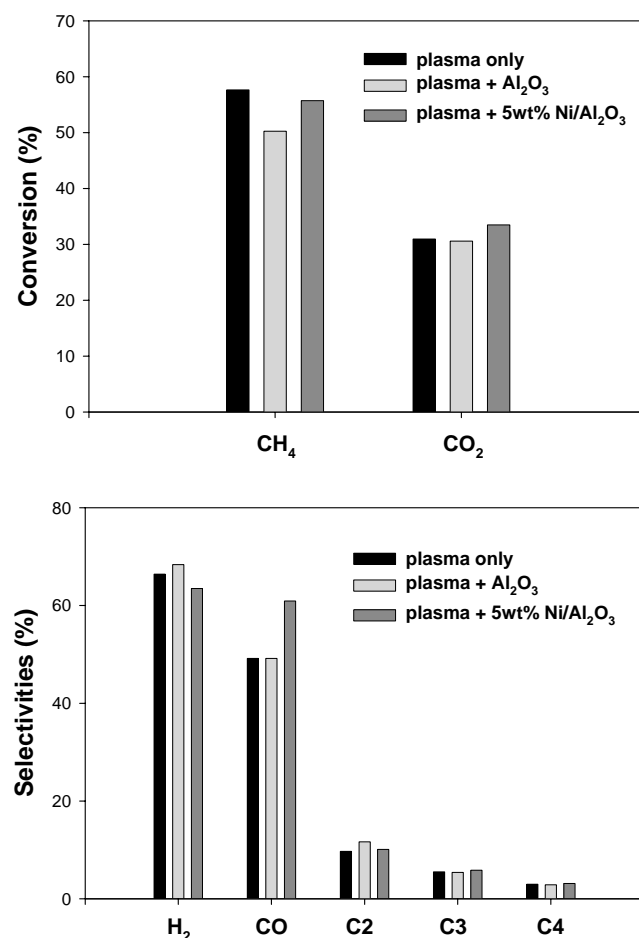 70
60
50
40
30
20
10
0
Conversion (%)
plasma only
plasma + Al₂O₃
plasma + 5wt% Ni/Al₂O₃
CH₄ CO₂
80
60
40
20
0
Selectivities (%)
plasma only
plasma + Al₂O₃
plasma + 5wt% Ni/Al₂O₃
H₂ CO C2 C3 C4